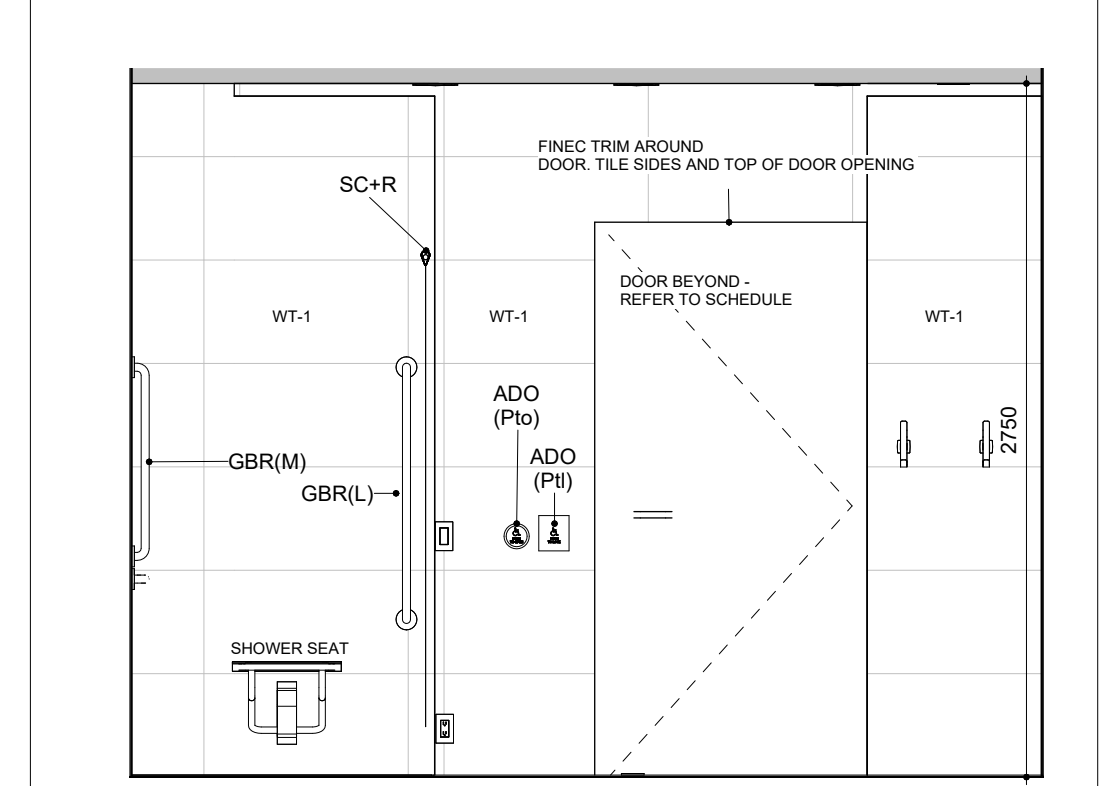 FINEC TRIM AROUND
DOOR. TILE SIDES AND TOP OF DOOR OPENING
SC+R
DOOR BEYOND -
REFER TO SCHEDULE
WT-1
WT-1
WT-1
ADO
(Pto)
2750
ADO
(Ptl)
GBR(M)
GBR(L)
SHOWER SEAT